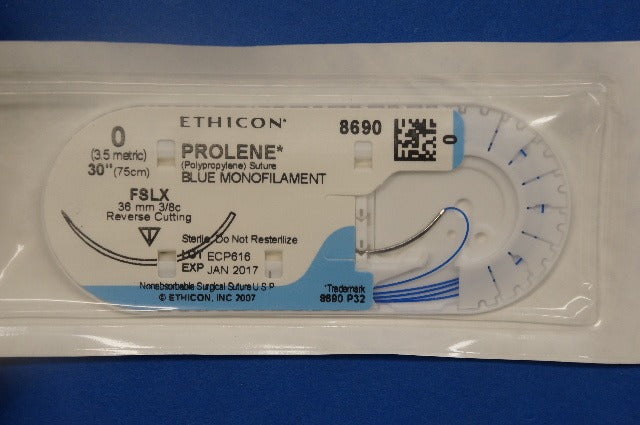 ETHICON*
0
(3.5 metric)
30" (75cm)
PROLENE*
(Polypropylene) Suture
BLUE MONOFILAMENT
8690
0
FSLX
36 mm 3/8c
Reverse Cutting
Sterile, Do Not Resterilize
LOT ECP616
EXP JAN 2017
Nonabsorbable Surgical Suture U.S.P.
© ETHICON, INC 2007
*Trademark
8690 P32